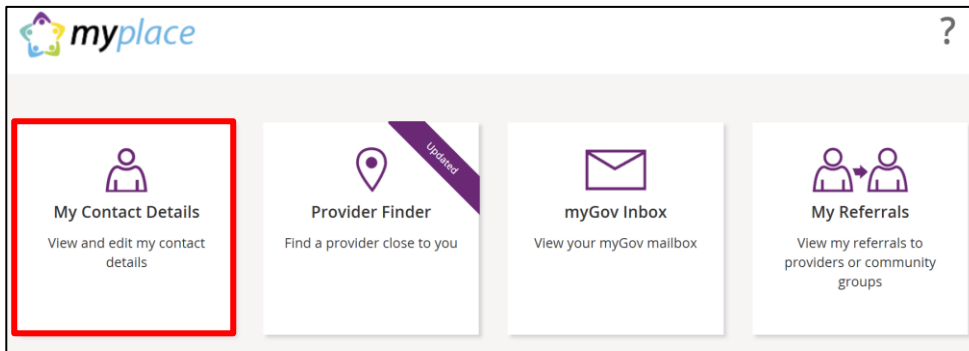 myplace
?
My Contact Details
View and edit my contact
details
Updated
Provider Finder
Find a provider close to you
myGov Inbox
View your myGov mailbox
My Referrals
View my referrals to
providers or community
groups